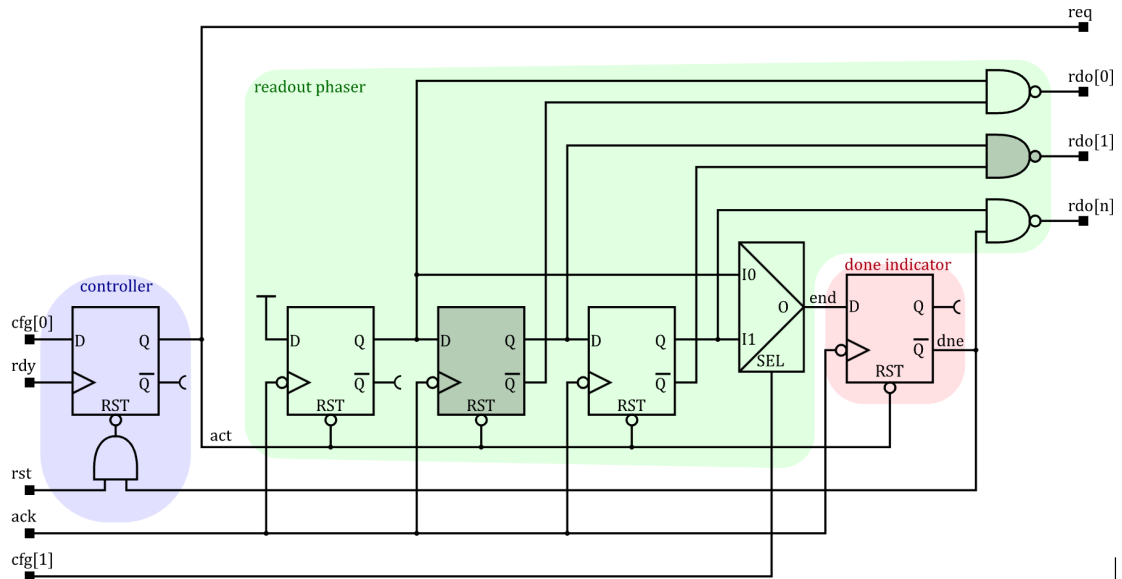 req
readout phaser
rdo[0]
rdo[1]
rdo[n]
controller
done indicator
cfg[0]
rdy
D Q
Q
RST
D Q
Q
RST
D Q
Q
RST
D Q
Q
RST
I0
O
I1
SEL
end
D Q
Q
RST
dne
act
rst
ack
cfg[1]